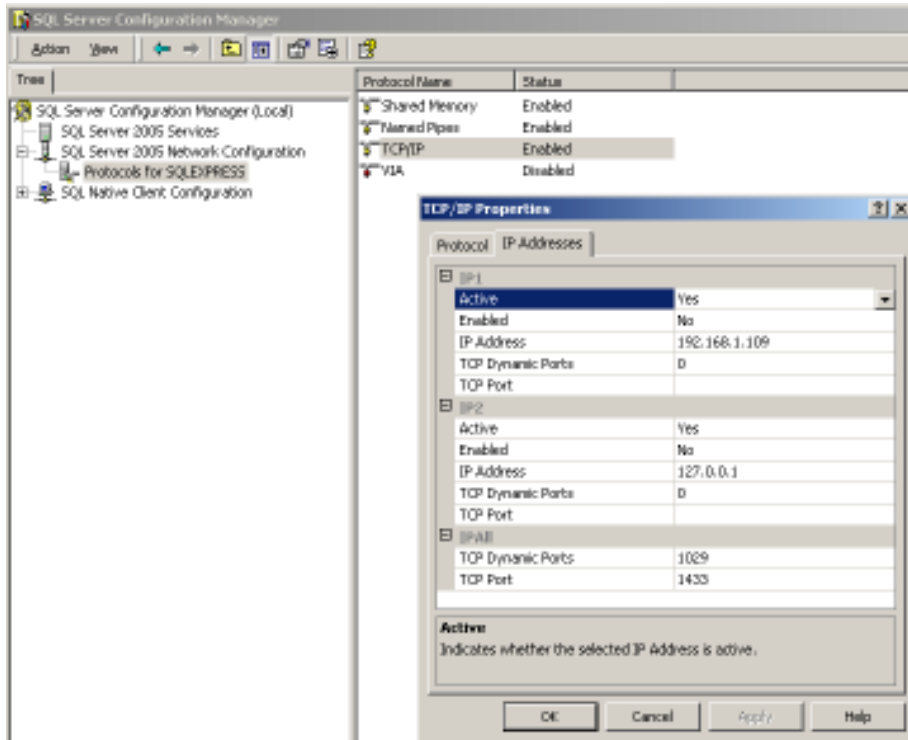 SQL Server Configuration Manager
Action View
Tree
SQL Server Configuration Manager (Local)
SQL Server 2005 Services
SQL Server 2005 Network Configuration
Protocols for SQLEXPRESS
SQL Native Client Configuration
Protocol Name Status
Shared Memory Enabled
Named Pipes Enabled
TCP/IP Enabled
VIA Disabled
TCP/IP Properties
Protocol IP Addresses
IP1
Active Yes
Enabled No
IP Address 192.168.1.109
TCP Dynamic Ports 0
TCP Port
IP2
Active Yes
Enabled No
IP Address 127.0.0.1
TCP Dynamic Ports 0
TCP Port
IPAll
TCP Dynamic Ports 1029
TCP Port 1433
Active
Indicates whether the selected IP Address is active.
OK Cancel Apply Help